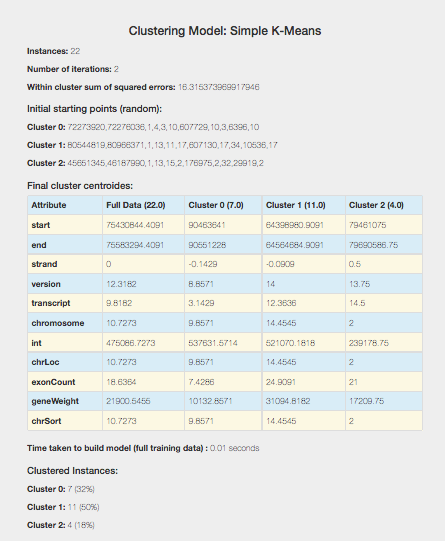 Clustering Model: Simple K-Means
Instances: 22
Number of iterations: 2
Within cluster sum of squared errors: 16.315373969917946
Initial starting points (random):
Cluster 0: 72273920,72276036,1,4,3,10,607729,10,3,6396,10
Cluster 1: 80544819,80966371,1,13,11,17,607130,17,34,10536,17
Cluster 2: 45651345,46187990,1,13,15,2,176975,2,32,29919,2
Final cluster centroides:
Attribute Full Data (22.0) Cluster 0 (7.0) Cluster 1 (11.0) Cluster 2 (4.0)
start 75430844.4091 90463641 64398980.9091 79461075
end 75583294.4091 90551228 64564684.9091 79690586.75
strand 0 -0.1429 -0.0909 0.5
version 12.3182 8.8571 14 13.75
transcript 9.8182 3.1429 12.3636 14.5
chromosome 10.7273 9.8571 14.4545 2
int 475086.7273 537631.5714 521070.1818 239178.75
chrLoc 10.7273 9.8571 14.4545 2
exonCount 18.6364 7.4286 24.9091 21
geneWeight 21900.5455 10132.8571 31094.8182 17209.75
chrSort 10.7273 9.8571 14.4545 2
Time taken to build model (full training data) : 0.01 seconds
Clustered Instances:
Cluster 0: 7 (32%)
Cluster 1: 11 (50%)
Cluster 2: 4 (18%)